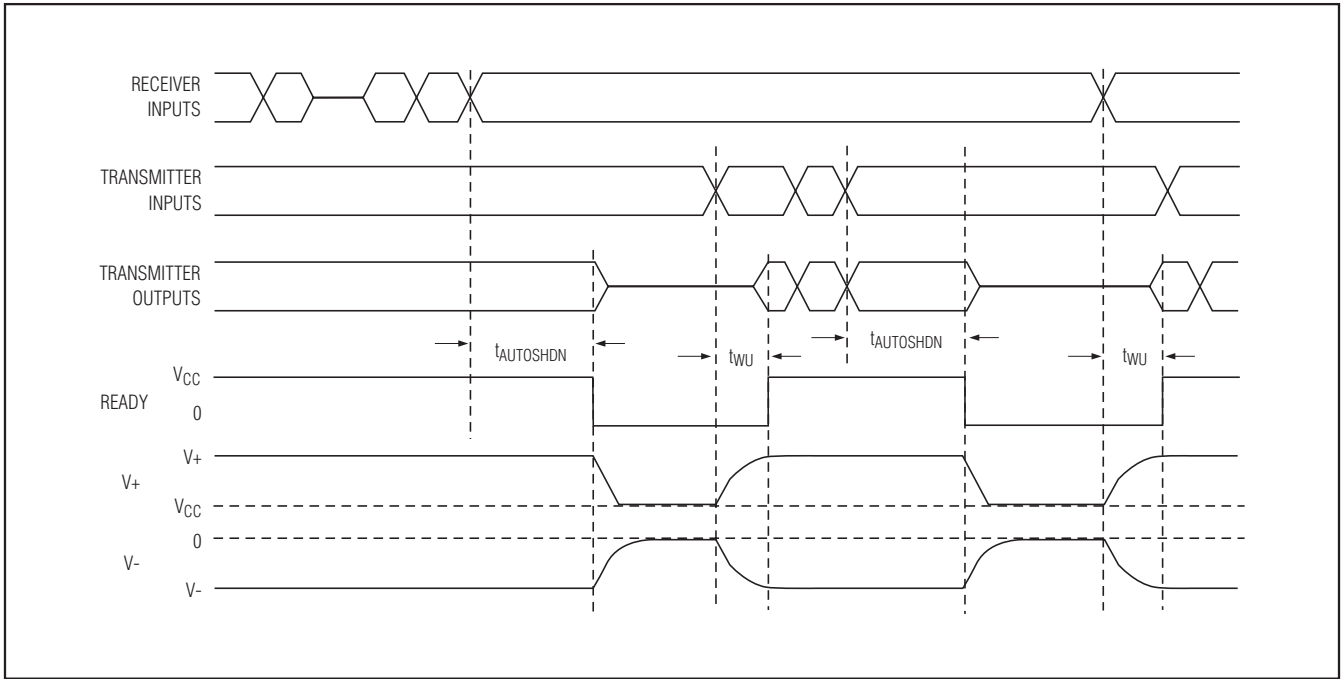 RECEIVER
INPUTS
TRANSMITTER
INPUTS
TRANSMITTER
OUTPUTS
tAUTOSHDN
tWU
tAUTOSHDN
tWU
VCC
READY
0
V+
V+
VCC
0
V-
V-